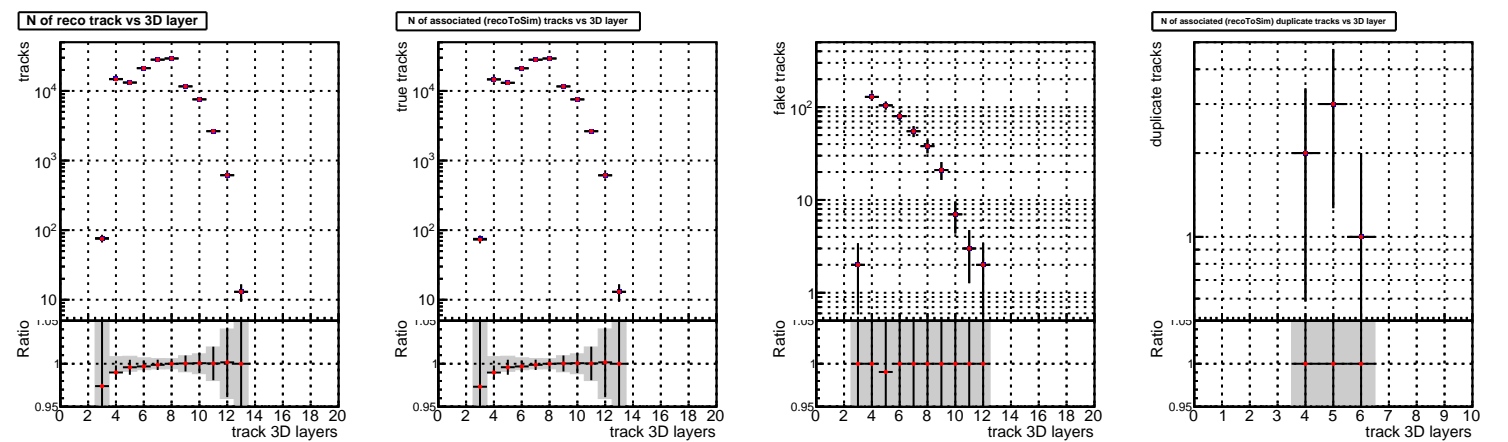 N of reco track vs 3D layer
tracks
10^4
10^3
10^2
10
Ratio
1.05
1
0.95
0 2 4 6 8 10 12 14 16 18 20
track 3D layers
N of associated (recoToSim) tracks vs 3D layer
true tracks
10^4
10^3
10^2
10
Ratio
1.05
1
0.95
0 2 4 6 8 10 12 14 16 18 20
track 3D layers
fake tracks
10^2
10
1
Ratio
1.05
1
0.95
0 2 4 6 8 10 12 14 16 18 20
track 3D layers
N of associated (recoToSim) duplicate tracks vs 3D layer
duplicate tracks
1
Ratio
1.05
1
0.95
0 1 2 3 4 5 6 7 8 9 10
track 3D layers